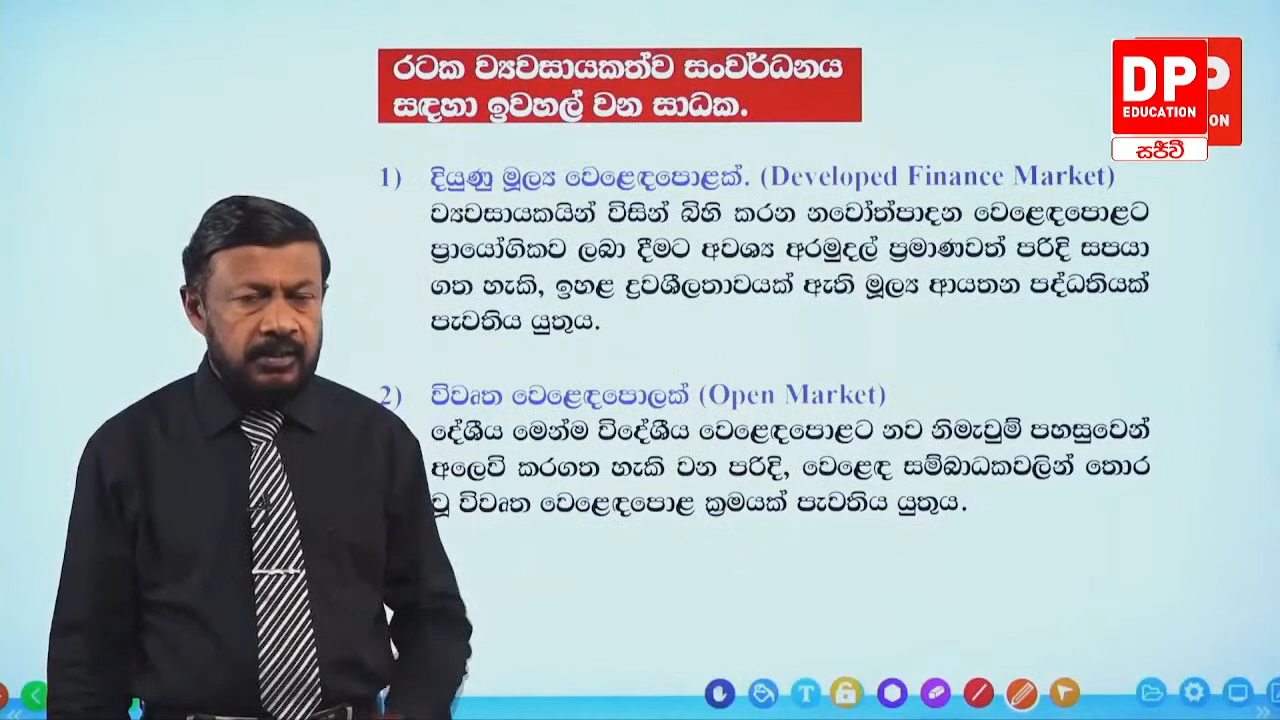 රටක ව්‍යවසායකත්ව සංවර්ධනය
සඳහා ඉවහල් වන සාධක.
DP
EDUCATION
සජීවී
P
ON
1) දියුණු මූල්‍ය වෙළෙඳපොළක්. (Developed Finance Market)
ව්‍යවසායකයින් විසින් බිහි කරන නවෝත්පාදන වෙළෙඳපොළට
ප්‍රායෝගිකව ලබා දීමට අවශ්‍ය අරමුදල් ප්‍රමාණවත් පරිදි සපයා
ගත හැකි, ඉහළ ද්‍රවශීලතාවයක් ඇති මූල්‍ය ආයතන පද්ධතියක්
පැවතිය යුතුය.
2) විවෘත වෙළෙඳපොලක් (Open Market)
දේශීය මෙන්ම විදේශීය වෙළෙඳපොළට නව නිමැවුම් පහසුවෙන්
අලෙවි කරගත හැකි වන පරිදි, වෙළෙඳ සම්බාධකවලින් තොර
වූ විවෘත වෙළෙඳපොළ ක්‍රමයක් පැවතිය යුතුය.